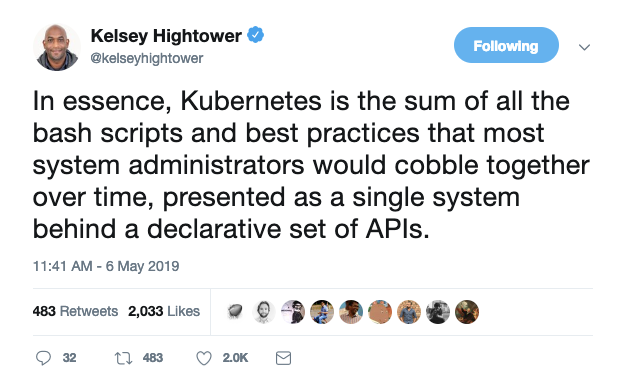 Kelsey Hightower
@kelseyhightower
Following
In essence, Kubernetes is the sum of all the
bash scripts and best practices that most
system administrators would cobble together
over time, presented as a single system
behind a declarative set of APIs.
11:41 AM - 6 May 2019
483 Retweets 2,033 Likes
32 483 2.0K